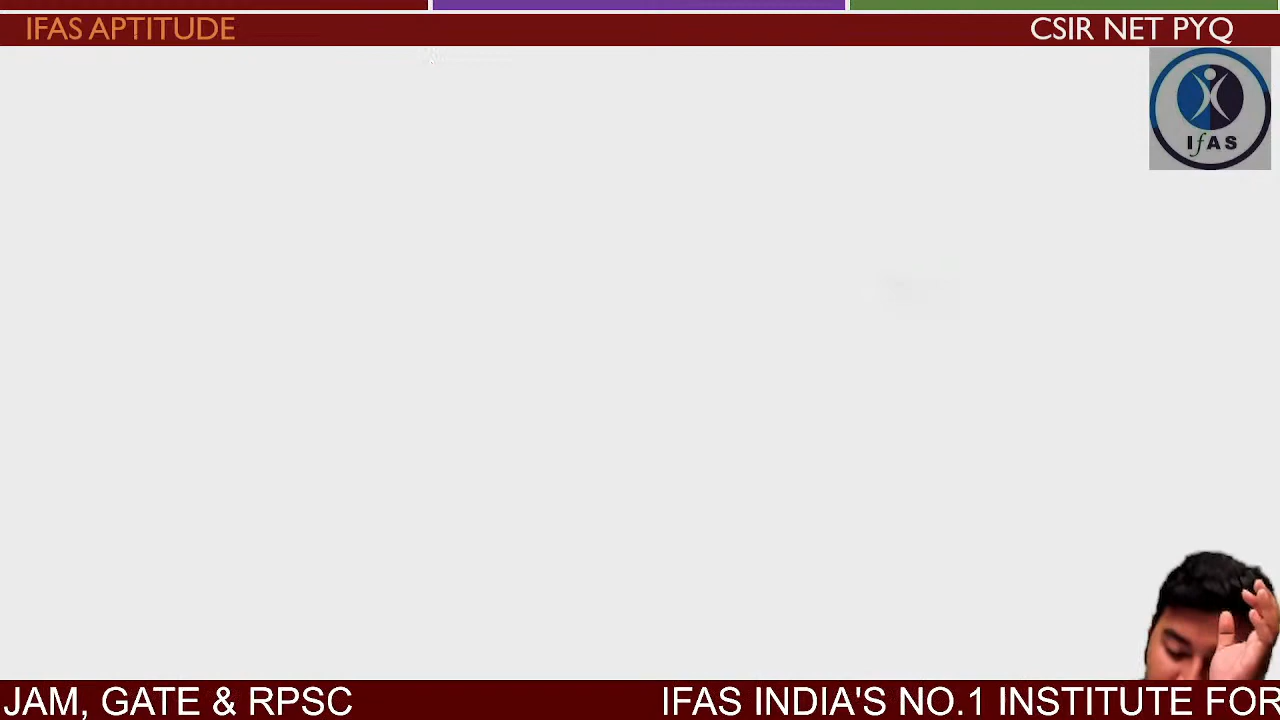 IFAS APTITUDE
CSIR NET PYQ
IfAS
JAM, GATE & RPSC
IFAS INDIA'S NO.1 INSTITUTE FOR